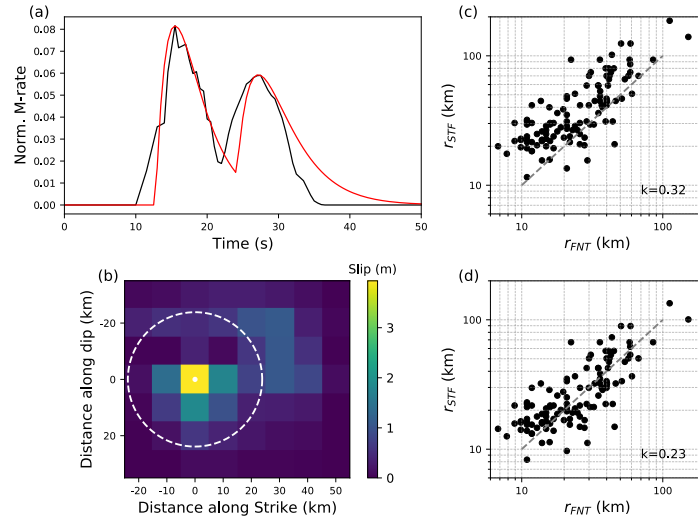 (a)
Norm. M-rate
0.08
0.07
0.06
0.05
0.04
0.03
0.02
0.01
0.00
0 10 20 30 40 50
Time (s)
(b)
Slip (m)
Distance along dip (km)
-20
0
20
-20 -10 0 10 20 30 40 50
Distance along Strike (km)
3
2
1
0
(c)
r_STF (km)
100
10
k=0.32
10 100
r_FNT (km)
(d)
r_STF (km)
100
10
k=0.23
10 100
r_FNT (km)